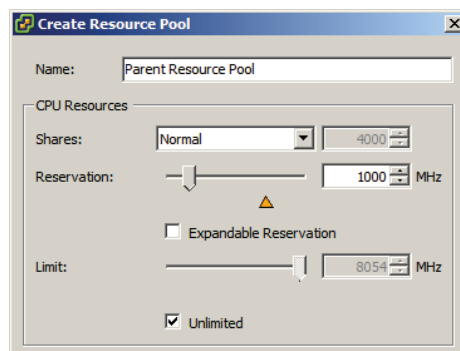 Create Resource Pool
Name: Parent Resource Pool
CPU Resources
Shares: Normal 4000
Reservation: 1000 MHz
Expandable Reservation
Limit: 8054 MHz
Unlimited